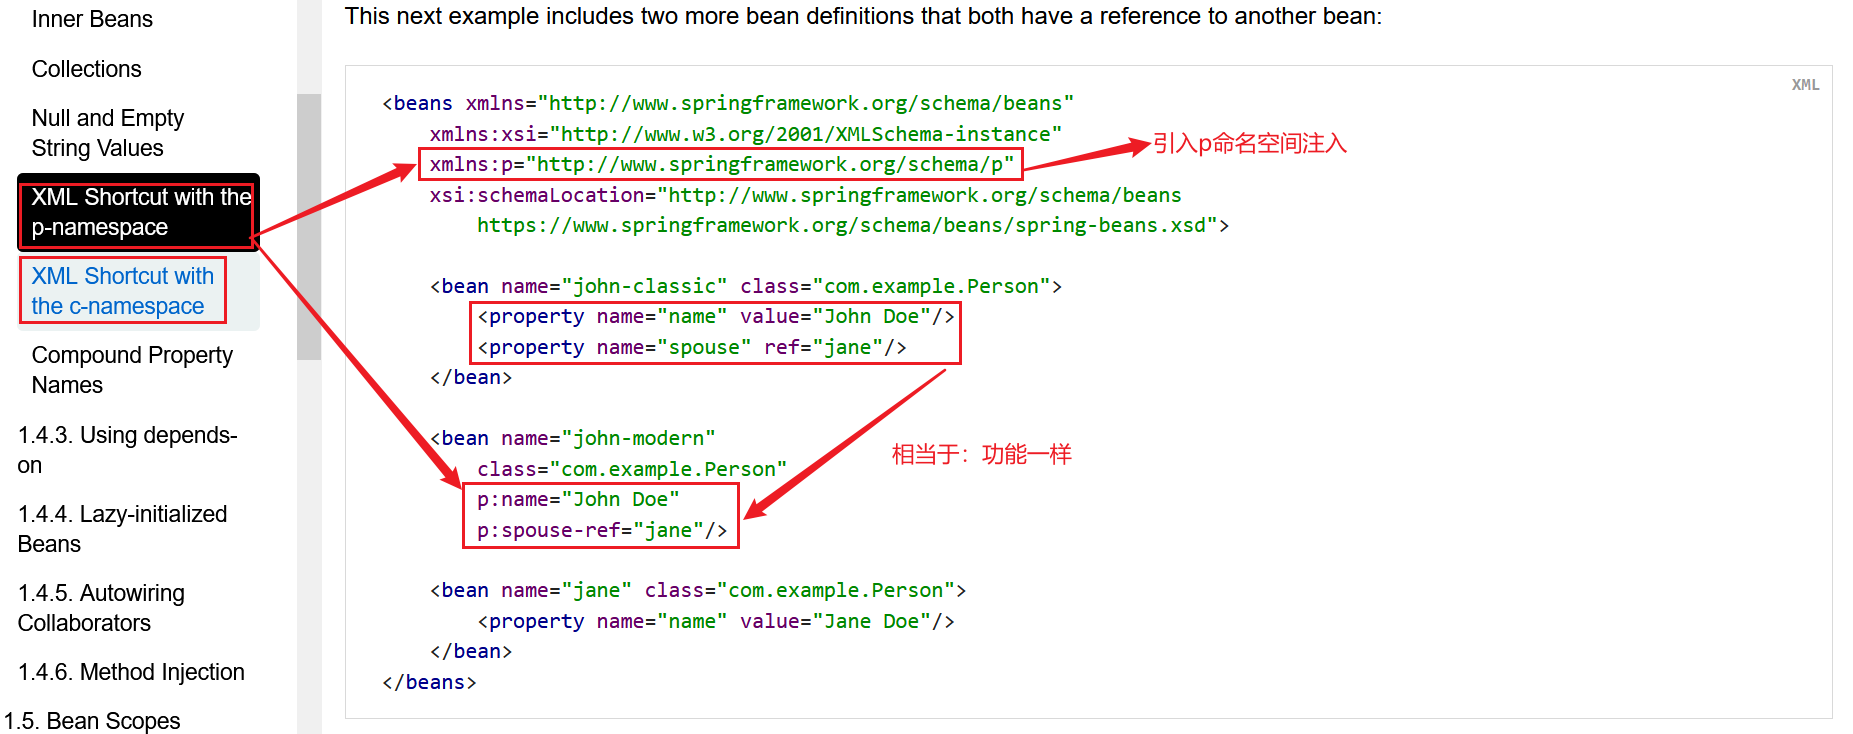 Inner Beans
Collections
Null and Empty
String Values
XML Shortcut with the
p-namespace
XML Shortcut with
the c-namespace
Compound Property
Names
1.4.3. Using depends-
on
1.4.4. Lazy-initialized
Beans
1.4.5. Autowiring
Collaborators
1.4.6. Method Injection
1.5. Bean Scopes
This next example includes two more bean definitions that both have a reference to another bean:
XML
<beans xmlns="http://www.springframework.org/schema/beans"
xmlns:xsi="http://www.w3.org/2001/XMLSchema-instance"
xmlns:p="http://www.springframework.org/schema/p"
引入p命名空间注入
xsi:schemaLocation="http://www.springframework.org/schema/beans
https://www.springframework.org/schema/beans/spring-beans.xsd">
<bean name="john-classic" class="com.example.Person">
<property name="name" value="John Doe"/>
<property name="spouse" ref="jane"/>
</bean>
<bean name="john-modern"
相当于：功能一样
class="com.example.Person"
p:name="John Doe"
p:spouse-ref="jane"/>
<bean name="jane" class="com.example.Person">
<property name="name" value="Jane Doe"/>
</bean>
</beans>